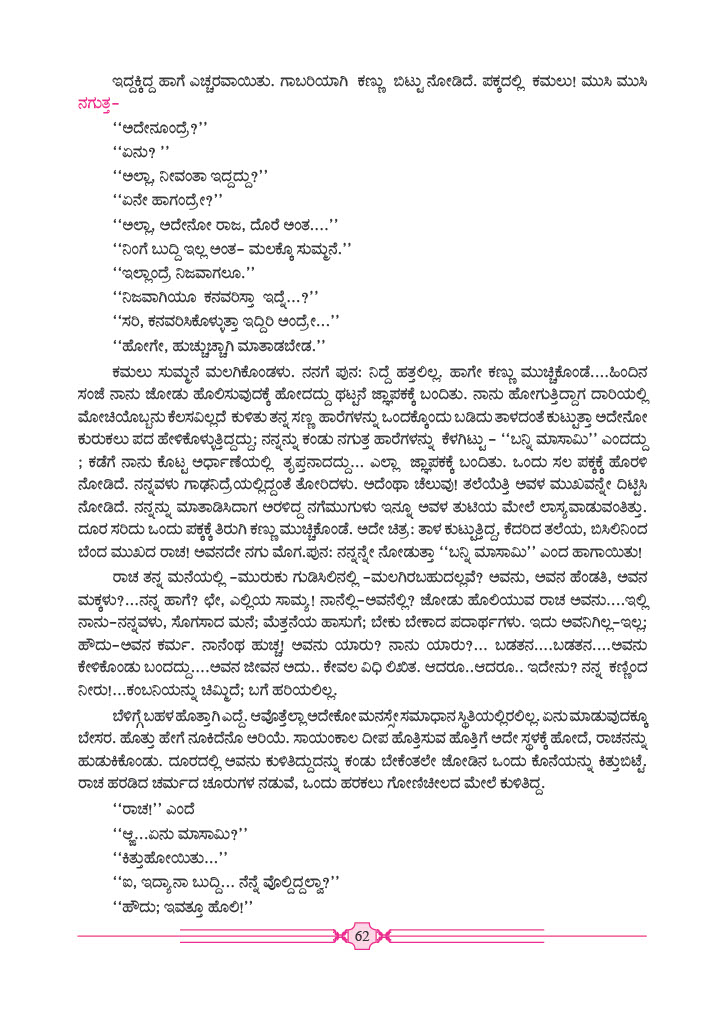 ಇದ್ದಕ್ಕಿದ್ದ ಹಾಗೆ ಎಚ್ಚರವಾಯಿತು. ಗಾಬರಿಯಾಗಿ ಕಣ್ಣು ಬಿಟ್ಟು ನೋಡಿದೆ. ಪಕ್ಕದಲ್ಲಿ ಕಮಲು! ಮುಸಿ ಮುಸಿ
ನಗುತ್ತ–
‘‘ಅದೇನೂಂದ್ರೆ?’’
‘‘ಏನು? ’’
‘‘ಅಲ್ಲಾ, ನೀವಂತಾ ಇದ್ದದ್ದು?’’
‘‘ಏನೇ ಹಾಗಂದ್ರೇ?’’
‘‘ಅಲ್ಲಾ, ಅದೇನೋ ರಾಜ, ದೊರೆ ಅಂತ....’’
‘‘ನಿಂಗೆ ಬುದ್ದಿ ಇಲ್ಲ ಅಂತ– ಮಲಕ್ಕೊ ಸುಮ್ಮನೆ.’’
‘‘ಇಲ್ಲಾಂದ್ರೆ ನಿಜವಾಗಲೂ.’’
‘‘ನಿಜವಾಗಿಯೂ ಕನವರಿಸ್ತಾ ಇದ್ನೆ...?’’
‘‘ಸರಿ, ಕನವರಿಸಿಕೊಳ್ಳುತ್ತಾ ಇದ್ದಿರಿ ಅಂದ್ರೇ...’’
‘‘ಹೋಗೇ, ಹುಚ್ಚುಚ್ಚಾಗಿ ಮಾತಾಡಬೇಡ.’’
ಕಮಲು ಸುಮ್ಮನೆ ಮಲಗಿಕೊಂಡಳು. ನನಗೆ ಪುನಃ ನಿದ್ದೆ ಹತ್ತಲಿಲ್ಲ. ಹಾಗೇ ಕಣ್ಣು ಮುಚ್ಚಿಕೊಂಡೆ....ಹಿಂದಿನ
ಸಂಜೆ ನಾನು ಜೋಡು ಹೊಲಿಸುವುದಕ್ಕೆ ಹೋದದ್ದು ಥಟ್ಟನೆ ಜ್ಞಾಪಕಕ್ಕೆ ಬಂದಿತು. ನಾನು ಹೋಗುತ್ತಿದ್ದಾಗ ದಾರಿಯಲ್ಲಿ
ಮೋಚಿಯೊಬ್ಬನು ಕೆಲಸವಿಲ್ಲದೆ ಕುಳಿತು ತನ್ನ ಸಣ್ಣ ಹಾರೆಗಳನ್ನು ಒಂದಕ್ಕೊಂದು ಬಡಿದು ತಾಳದಂತೆ ಕುಟ್ಟುತ್ತಾ ಅದೇನೋ
ಕುರುಕಲು ಪದ ಹೇಳಿಕೊಳ್ಳುತ್ತಿದ್ದದ್ದು; ನನ್ನನ್ನು ಕಂಡು ನಗುತ್ತ ಹಾರೆಗಳನ್ನು ಕೆಳಗಿಟ್ಟು – ‘‘ಬನ್ನಿ ಮಾಸಾಮಿ’’ ಎಂದದ್ದು
; ಕಡೆಗೆ ನಾನು ಕೊಟ್ಟ ಅರ್ಧಾಣೆಯಲ್ಲಿ ತೃಪ್ತನಾದದ್ದು... ಎಲ್ಲಾ ಜ್ಞಾಪಕಕ್ಕೆ ಬಂದಿತು. ಒಂದು ಸಲ ಪಕ್ಕಕ್ಕೆ ಹೊರಳಿ
ನೋಡಿದೆ. ನನ್ನವಳು ಗಾಢನಿದ್ರೆಯಲ್ಲಿದ್ದಂತೆ ತೋರಿದಳು. ಅದೆಂಥಾ ಚೆಲುವು! ತಲೆಯೆತ್ತಿ ಅವಳ ಮುಖವನ್ನೇ ದಿಟ್ಟಿಸಿ
ನೋಡಿದೆ. ನನ್ನನ್ನು ಮಾತಾಡಿಸಿದಾಗ ಅರಳಿದ್ದ ನಗೆಮುಗುಳು ಇನ್ನೂ ಅವಳ ತುಟಿಯ ಮೇಲೆ ಲಾಸ್ಯವಾಡುವಂತಿತ್ತು.
ದೂರ ಸರಿದು ಒಂದು ಪಕ್ಕಕ್ಕೆ ತಿರುಗಿ ಕಣ್ಣು ಮುಚ್ಚಿಕೊಂಡೆ. ಅದೇ ಚಿತ್ರ: ತಾಳ ಕುಟ್ಟುತ್ತಿದ್ದ, ಕೆದರಿದ ತಲೆಯ, ಬಿಸಿಲಿನಿಂದ
ಬೆಂದ ಮುಖದ ರಾಚ! ಅವನದೇ ನಗು ಮೊಗ.ಪುನಃ ನನ್ನನ್ನೇ ನೋಡುತ್ತಾ ‘‘ಬನ್ನಿ ಮಾಸಾಮಿ’’ ಎಂದ ಹಾಗಾಯಿತು!
ರಾಚ ತನ್ನ ಮನೆಯಲ್ಲಿ –ಮುರುಕು ಗುಡಿಸಿಲಿನಲ್ಲಿ –ಮಲಗಿರಬಹುದಲ್ಲವೆ? ಅವನು, ಅವನ ಹೆಂಡತಿ, ಅವನ
ಮಕ್ಕಳು?...ನನ್ನ ಹಾಗೆ? ಛೇ, ಎಲ್ಲಿಯ ಸಾಮ್ಯ! ನಾನೆಲ್ಲಿ–ಅವನೆಲ್ಲಿ? ಜೋಡು ಹೊಲಿಯುವ ರಾಚ ಅವನು....ಇಲ್ಲಿ
ನಾನು–ನನ್ನವಳು, ಸೊಗಸಾದ ಮನೆ; ಮೆತ್ತನೆಯ ಹಾಸುಗೆ; ಬೇಕು ಬೇಕಾದ ಪದಾರ್ಥಗಳು. ಇದು ಅವನಿಗಿಲ್ಲ–ಇಲ್ಲ;
ಹೌದು–ಅವನ ಕರ್ಮ. ನಾನೆಂಥ ಹುಚ್ಚ! ಅವನು ಯಾರು? ನಾನು ಯಾರು?... ಬಡತನ....ಬಡತನ....ಅವನು
ಕೇಳಿಕೊಂಡು ಬಂದದ್ದು....ಅವನ ಜೀವನ ಅದು.. ಕೇವಲ ವಿಧಿ ಲಿಖಿತ. ಆದರೂ..ಆದರೂ.. ಇದೇನು? ನನ್ನ ಕಣ್ಣಿಂದ
ನೀರು!...ಕಂಬನಿಯನ್ನು ಚಿಮ್ಮಿದೆ; ಬಗೆ ಹರಿಯಲಿಲ್ಲ.
ಬೆಳಿಗ್ಗೆ ಬಹಳ ಹೊತ್ತಾಗಿ ಎದ್ದೆ. ಆವೊತ್ತೆಲ್ಲಾ ಅದೇಕೋ ಮನಸ್ಸೇ ಸಮಾಧಾನ ಸ್ಥಿತಿಯಲ್ಲಿರಲಿಲ್ಲ. ಏನು ಮಾಡುವುದಕ್ಕೂ
ಬೇಸರ. ಹೊತ್ತು ಹೇಗೆ ನೂಕಿದೆನೊ ಅರಿಯೆ. ಸಾಯಂಕಾಲ ದೀಪ ಹೊತ್ತಿಸುವ ಹೊತ್ತಿಗೆ ಅದೇ ಸ್ಥಳಕ್ಕೆ ಹೋದೆ, ರಾಚನನ್ನು
ಹುಡುಕಿಕೊಂಡು. ದೂರದಲ್ಲಿ ಅವನು ಕುಳಿತಿದ್ದುದನ್ನು ಕಂಡು ಬೇಕೆಂತಲೇ ಜೋಡಿನ ಒಂದು ಕೊನೆಯನ್ನು ಕಿತ್ತುಬಿಟ್ಟೆ.
ರಾಚ ಹರಡಿದ ಚರ್ಮದ ಚೂರುಗಳ ನಡುವೆ, ಒಂದು ಹರಕಲು ಗೋಣಿಚೀಲದ ಮೇಲೆ ಕುಳಿತಿದ್ದ.
‘‘ರಾಚ!’’ ಎಂದೆ
‘‘ಆ್ಞ...ಏನು ಮಾಸಾಮಿ?’’
‘‘ಕಿತ್ತುಹೋಯಿತು...’’
‘‘ಐ, ಇದ್ಯಾನಾ ಬುದ್ದಿ... ನೆನ್ನೆ ವೊಲ್ದಿದ್ದಲ್ವಾ?’’
‘‘ಹೌದು; ಇವತ್ತೂ ಹೊಲಿ!’’
62